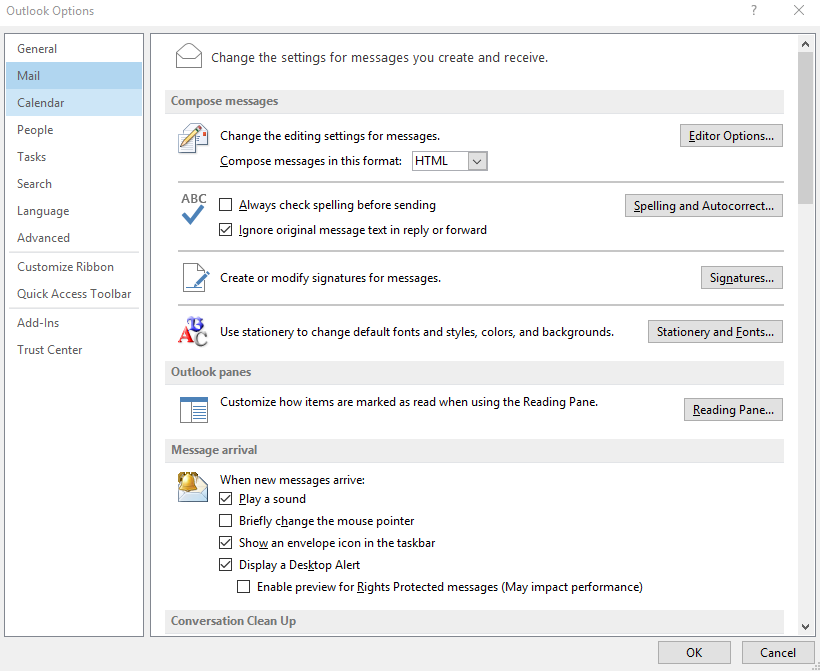 Outlook Options
?
General
Mail
Calendar
People
Tasks
Search
Language
Advanced
Customize Ribbon
Quick Access Toolbar
Add-Ins
Trust Center
Change the settings for messages you create and receive.
Compose messages
Change the editing settings for messages.
Editor Options...
Compose messages in this format: HTML
ABC
Always check spelling before sending
Spelling and Autocorrect...
Ignore original message text in reply or forward
Create or modify signatures for messages.
Signatures...
ABC
Use stationery to change default fonts and styles, colors, and backgrounds.
Stationery and Fonts...
Outlook panes
Customize how items are marked as read when using the Reading Pane.
Reading Pane...
Message arrival
When new messages arrive:
Play a sound
Briefly change the mouse pointer
Show an envelope icon in the taskbar
Display a Desktop Alert
Enable preview for Rights Protected messages (May impact performance)
Conversation Clean Up
OK
Cancel